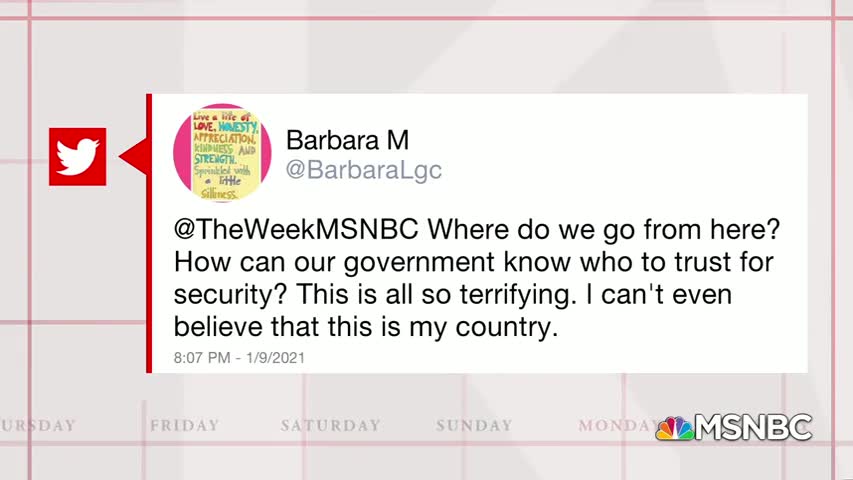 Live a life of
LOVE, HONESTY,
APPRECIATION,
KINDNESS AND
STRENGTH.
Sprinkled with
a little
silliness.
Barbara M
@BarbaraLgc
@TheWeekMSNBC Where do we go from here?
How can our government know who to trust for
security? This is all so terrifying. I can't even
believe that this is my country.
8:07 PM - 1/9/2021
URSDAY FRIDAY SATURDAY SUNDAY MONDAY
MSNBC